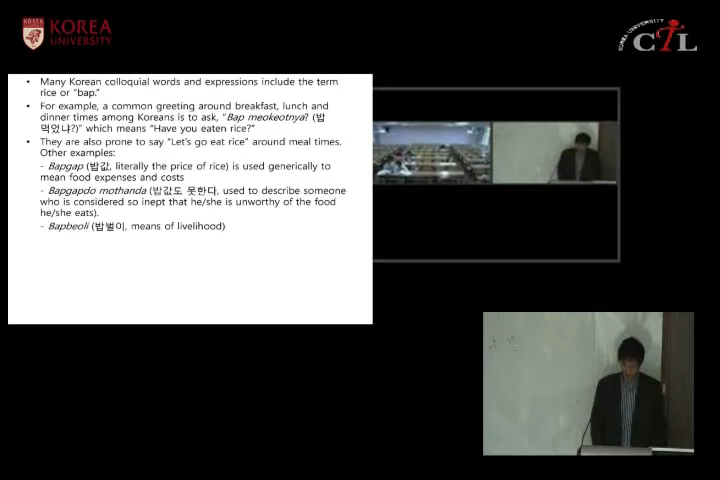 KOREA
UNIVERSITY
KOREA UNIVERSITY
CTL
• Many Korean colloquial words and expressions include the term
rice or “bap.”
• For example, a common greeting around breakfast, lunch and
dinner times among Koreans is to ask, “Bap meokeotnya? (밥
먹었냐?)” which means “Have you eaten rice?”
• They are also prone to say “Let’s go eat rice” around meal times.
Other examples:
- Bapgap (밥값, literally the price of rice) is used generically to
mean food expenses and costs
- Bapgapdo mothanda (밥값도 못한다, used to describe someone
who is considered so inept that he/she is unworthy of the food
he/she eats).
- Bapbeoli (밥벌이, means of livelihood)